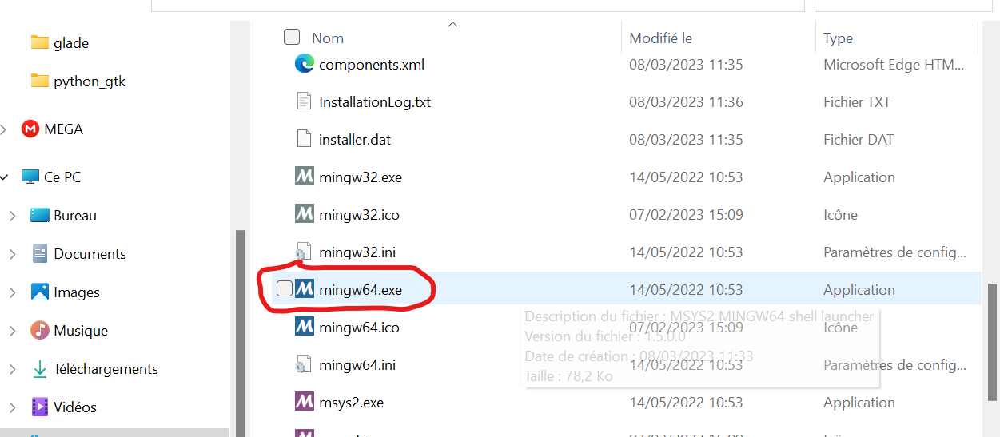 Nom Modifié le Type
glade
python_gtk
MEGA
Ce PC
Bureau
Documents
Images
Musique
Téléchargements
Vidéos
components.xml 08/03/2023 11:35 Microsoft Edge HTM...
InstallationLog.txt 08/03/2023 11:36 Fichier TXT
installer.dat 08/03/2023 11:35 Fichier DAT
mingw32.exe 14/05/2022 10:53 Application
mingw32.ico 07/02/2023 15:09 Icône
mingw32.ini 14/05/2022 10:53 Paramètres de config...
mingw64.exe 14/05/2022 10:53 Application
mingw64.ico 07/02/2023 15:09 Icône
mingw64.ini 14/05/2022 10:53 Paramètres de config...
msys2.exe 14/05/2022 10:53 Application
Description du fichier : MSYS2 MINGW64 shell launcher
Version du fichier : 1.5.0.0
Date de création : 08/03/2023 11:33
Taille : 78,2 Ko